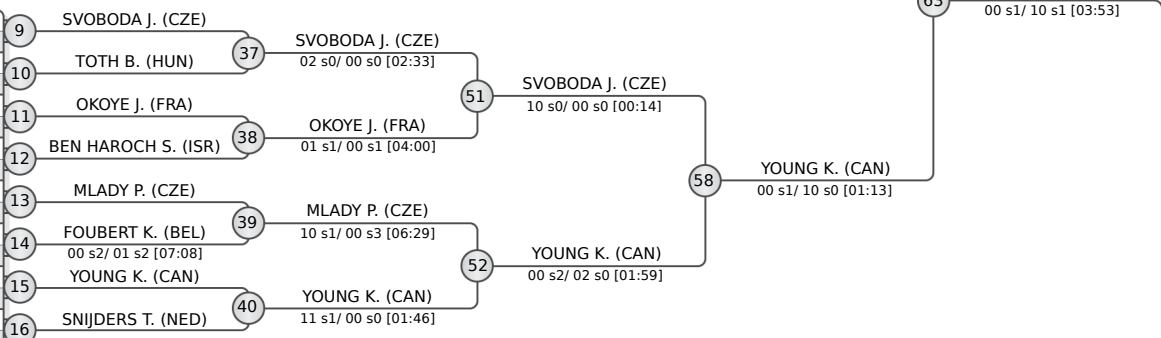 63
00 s1/ 10 s1 [03:53]
9
SVOBODA J. (CZE)
10
TOTH B. (HUN)
37
SVOBODA J. (CZE)
02 s0/ 00 s0 [02:33]
11
OKOYE J. (FRA)
12
BEN HAROCH S. (ISR)
38
OKOYE J. (FRA)
01 s1/ 00 s1 [04:00]
51
SVOBODA J. (CZE)
10 s0/ 00 s0 [00:14]
13
MLADY P. (CZE)
14
FOUBERT K. (BEL)
00 s2/ 01 s2 [07:08]
39
MLADY P. (CZE)
10 s1/ 00 s3 [06:29]
15
YOUNG K. (CAN)
16
SNIJDERS T. (NED)
40
YOUNG K. (CAN)
11 s1/ 00 s0 [01:46]
52
YOUNG K. (CAN)
00 s2/ 02 s0 [01:59]
58
YOUNG K. (CAN)
00 s1/ 10 s0 [01:13]